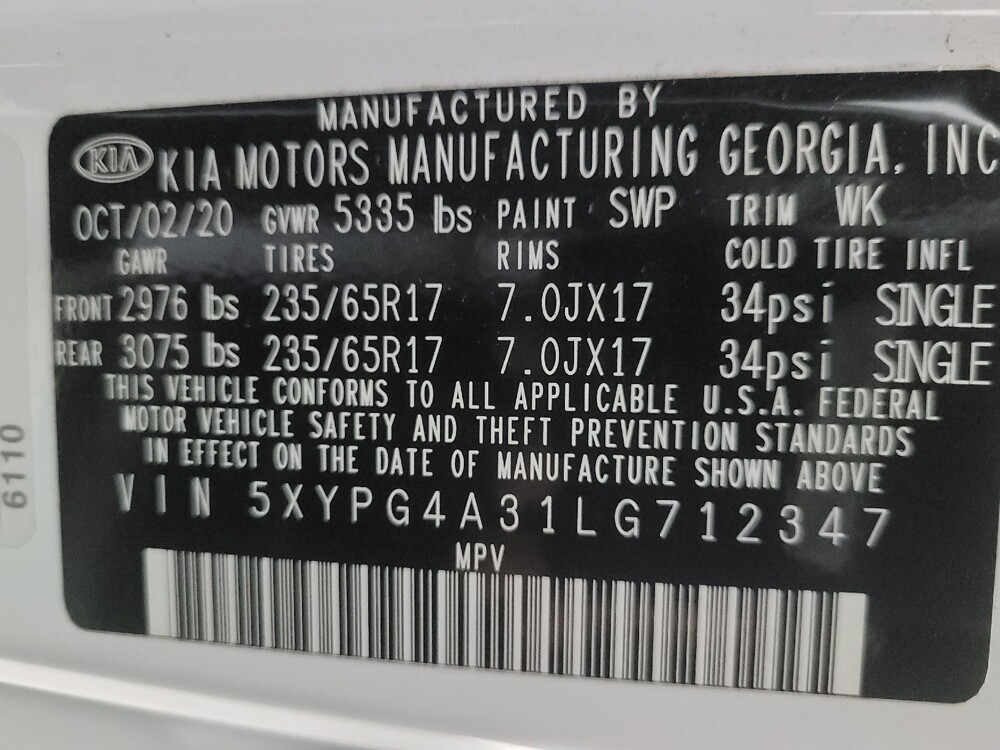 MANUFACTURED BY
KIA KIA MOTORS MANUFACTURING GEORGIA, INC
OCT/02/20 GVWR 5335 lbs PAINT SWP TRIM WK
GAWR TIRES RIMS COLD TIRE INFL
FRONT 2976 lbs 235/65R17 7.0JX17 34psi SINGLE
REAR 3075 lbs 235/65R17 7.0JX17 34psi SINGLE
THIS VEHICLE CONFORMS TO ALL APPLICABLE U.S.A. FEDERAL
MOTOR VEHICLE SAFETY AND THEFT PREVENTION STANDARDS
IN EFFECT ON THE DATE OF MANUFACTURE SHOWN ABOVE
VIN 5XYPG4A31LG712347
MPV
6110